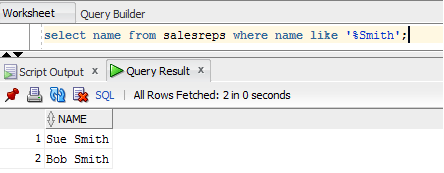 Worksheet Query Builder
select name from salesreps where name like '%Smith';
Script Output x Query Result x
SQL | All Rows Fetched: 2 in 0 seconds
NAME
1 Sue Smith
2 Bob Smith